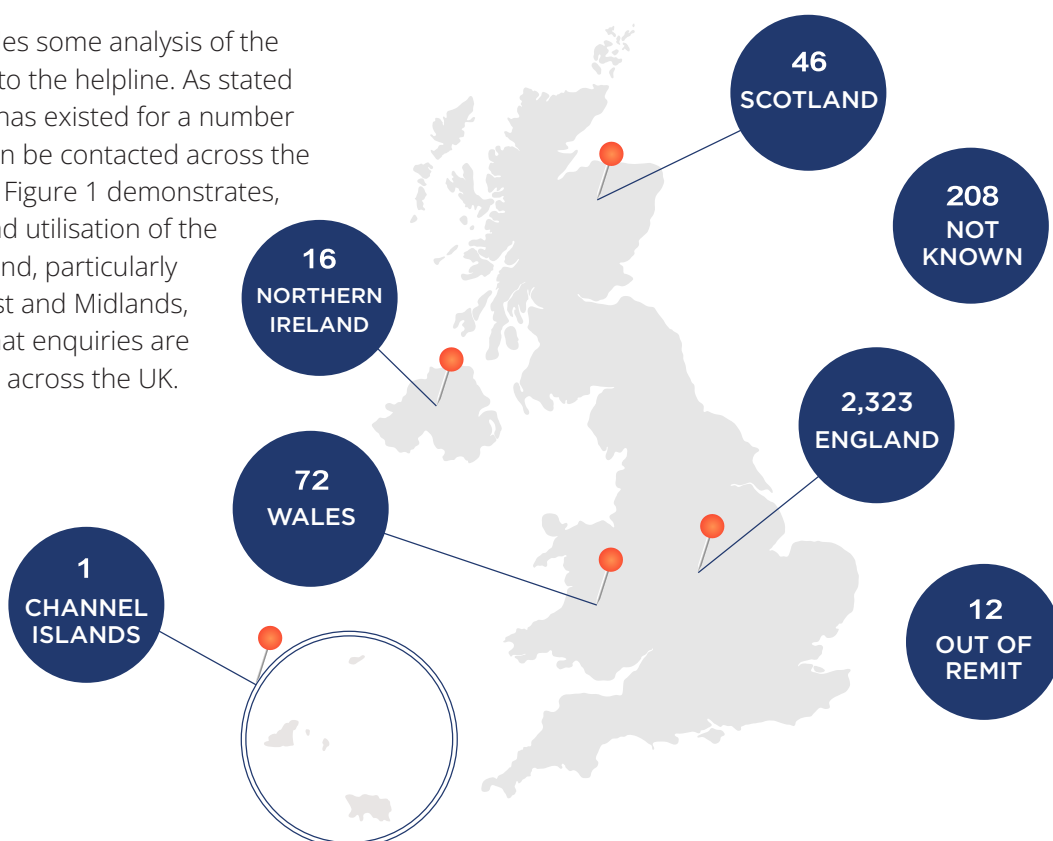 es some analysis of the
to the helpline. As stated
has existed for a number
n be contacted across the
Figure 1 demonstrates,
d utilisation of the
nd, particularly
st and Midlands,
at enquiries are
across the UK.
46
SCOTLAND
208
NOT
KNOWN
16
NORTHERN
IRELAND
2,323
ENGLAND
72
WALES
1
CHANNEL
ISLANDS
12
OUT OF
REMIT